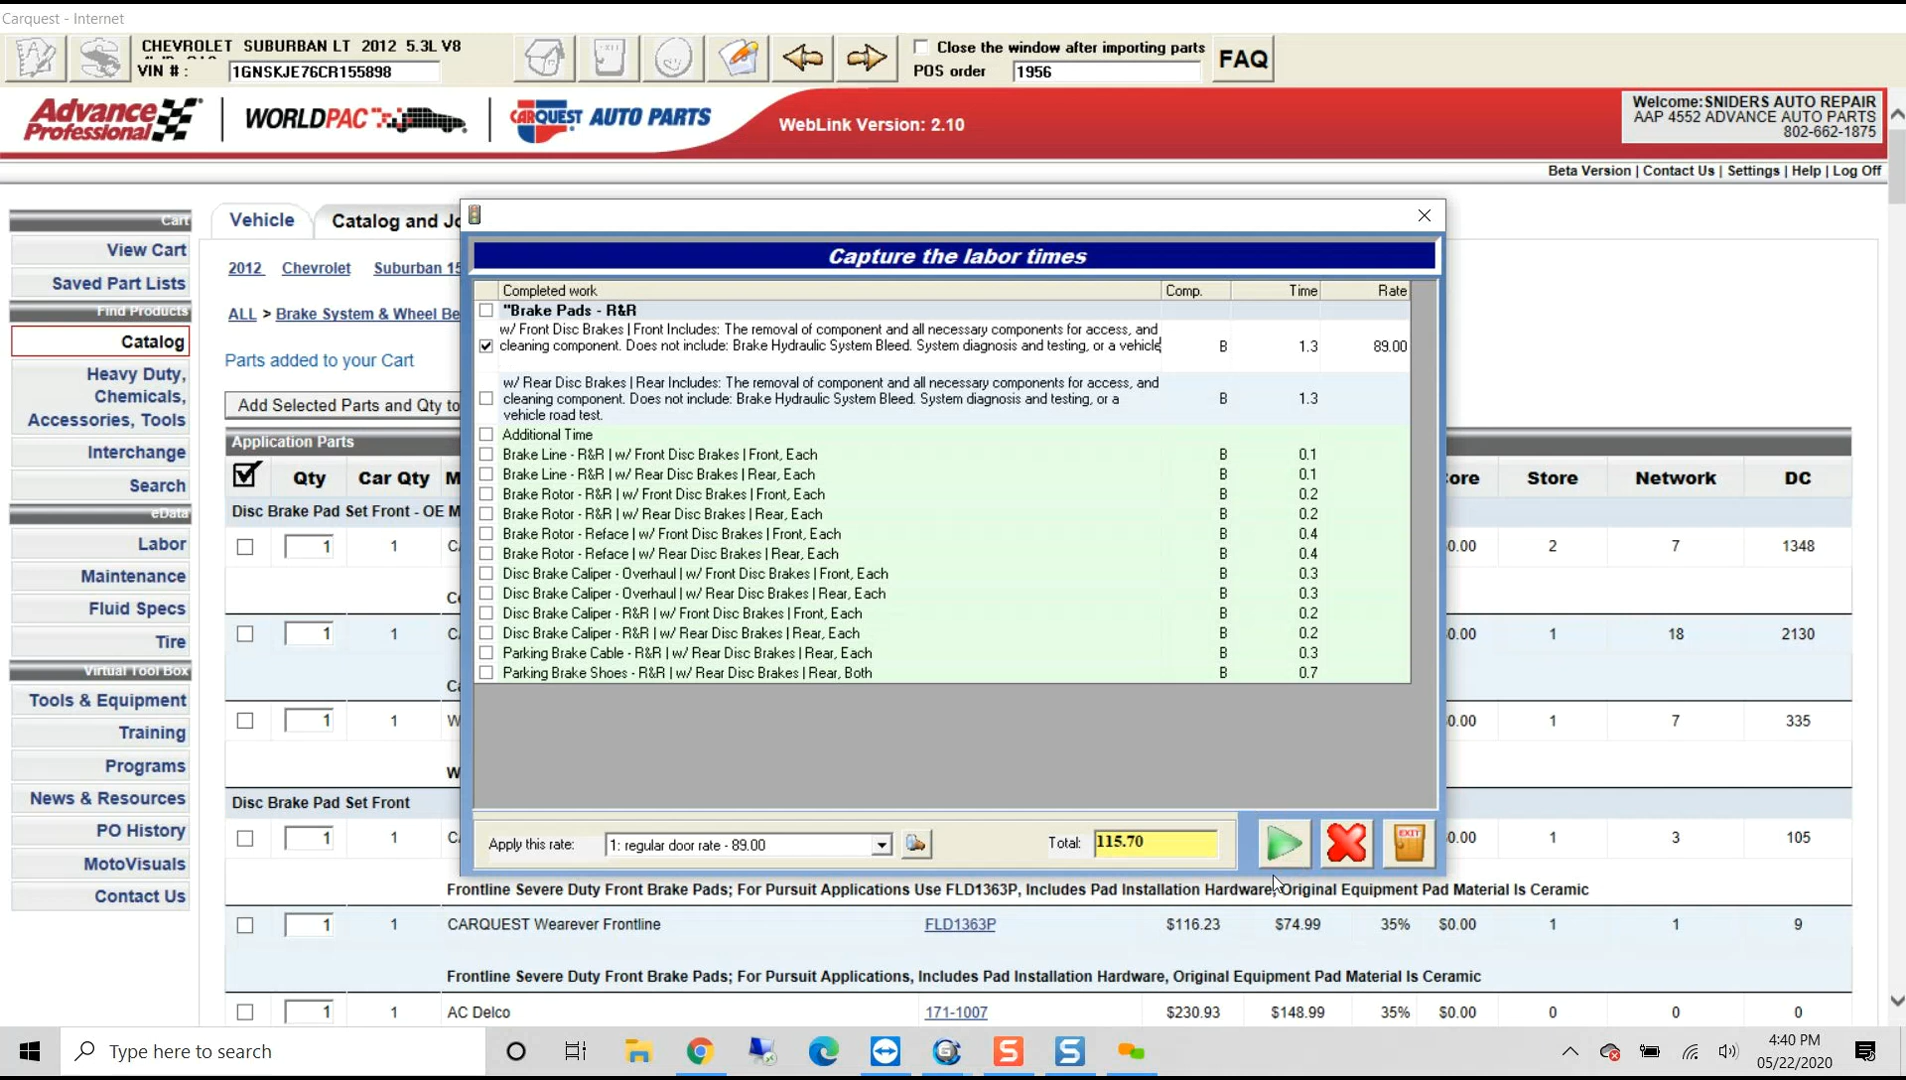 Carquest - Internet
CHEVROLET SUBURBAN LT 2012 5.3L V8
VIN # : 1GNSKJE76CR155898
Close the window after importing parts
POS order 1956
FAQ
Advance Professional
WORLDPAC
CARQUEST AUTO PARTS
WebLink Version: 2.10
Welcome:SNIDERS AUTO REPAIR
AAP 4552 ADVANCE AUTO PARTS
802-662-1875
Beta Version | Contact Us | Settings | Help | Log Off
Cart
View Cart
Saved Part Lists
Find Products
Catalog
Heavy Duty,
Chemicals,
Accessories, Tools
Interchange
Search
eData
Labor
Maintenance
Fluid Specs
Tire
Virtual Tool Box
Tools & Equipment
Training
Programs
News & Resources
PO History
MotoVisuals
Contact Us
Vehicle
Catalog and Jo
2012 Chevrolet Suburban 15
ALL > Brake System & Wheel Be
Parts added to your Cart
Add Selected Parts and Qty to
Application Parts
Qty Car Qty M
ore Store Network DC
Disc Brake Pad Set Front - OE M
1 1 C
0.00 2 7 1348
Co
1 1 C
0.00 1 18 2130
Ca
1 1 W
0.00 1 7 335
W
Disc Brake Pad Set Front
1 1 C
0.00 1 3 105
Capture the labor times
Completed work Comp. Time Rate
"Brake Pads - R&R
w/ Front Disc Brakes | Front Includes: The removal of component and all necessary components for access, and
cleaning component. Does not include: Brake Hydraulic System Bleed. System diagnosis and testing, or a vehicle B 1.3 89.00
w/ Rear Disc Brakes | Rear Includes: The removal of component and all necessary components for access, and
cleaning component. Does not include: Brake Hydraulic System Bleed. System diagnosis and testing, or a B 1.3
vehicle road test.
Additional Time
Brake Line - R&R | w/ Front Disc Brakes | Front, Each B 0.1
Brake Line - R&R | w/ Rear Disc Brakes | Rear, Each B 0.1
Brake Rotor - R&R | w/ Front Disc Brakes | Front, Each B 0.2
Brake Rotor - R&R | w/ Rear Disc Brakes | Rear, Each B 0.2
Brake Rotor - Reface | w/ Front Disc Brakes | Front, Each B 0.4
Brake Rotor - Reface | w/ Rear Disc Brakes | Rear, Each B 0.4
Disc Brake Caliper - Overhaul | w/ Front Disc Brakes | Front, Each B 0.3
Disc Brake Caliper - Overhaul | w/ Rear Disc Brakes | Rear, Each B 0.3
Disc Brake Caliper - R&R | w/ Front Disc Brakes | Front, Each B 0.2
Disc Brake Caliper - R&R | w/ Rear Disc Brakes | Rear, Each B 0.2
Parking Brake Cable - R&R | w/ Rear Disc Brakes | Rear, Each B 0.3
Parking Brake Shoes - R&R | w/ Rear Disc Brakes | Rear, Both B 0.7
Apply this rate: 1: regular door rate - 89.00
Total: 115.70
EXIT
Frontline Severe Duty Front Brake Pads; For Pursuit Applications Use FLD1363P, Includes Pad Installation Hardware, Original Equipment Pad Material Is Ceramic
1 1 CARQUEST Wearever Frontline FLD1363P $116.23 $74.99 35% $0.00 1 1 9
Frontline Severe Duty Front Brake Pads; For Pursuit Applications, Includes Pad Installation Hardware, Original Equipment Pad Material Is Ceramic
1 1 AC Delco 171-1007 $230.93 $148.99 35% $0.00 0 0 0
Type here to search
4:40 PM
05/22/2020